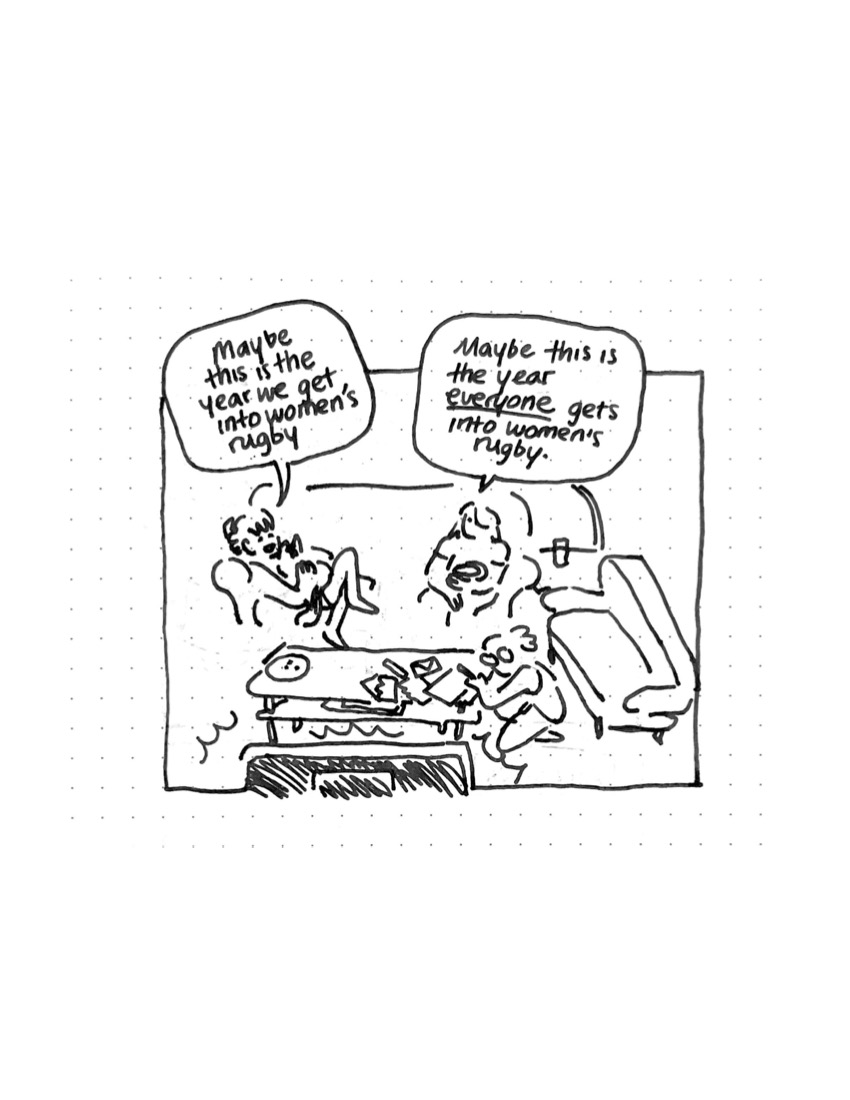 Maybe
this is the
year we get
into women's
rugby
Maybe this is
the year
everyone gets
into women's
rugby.